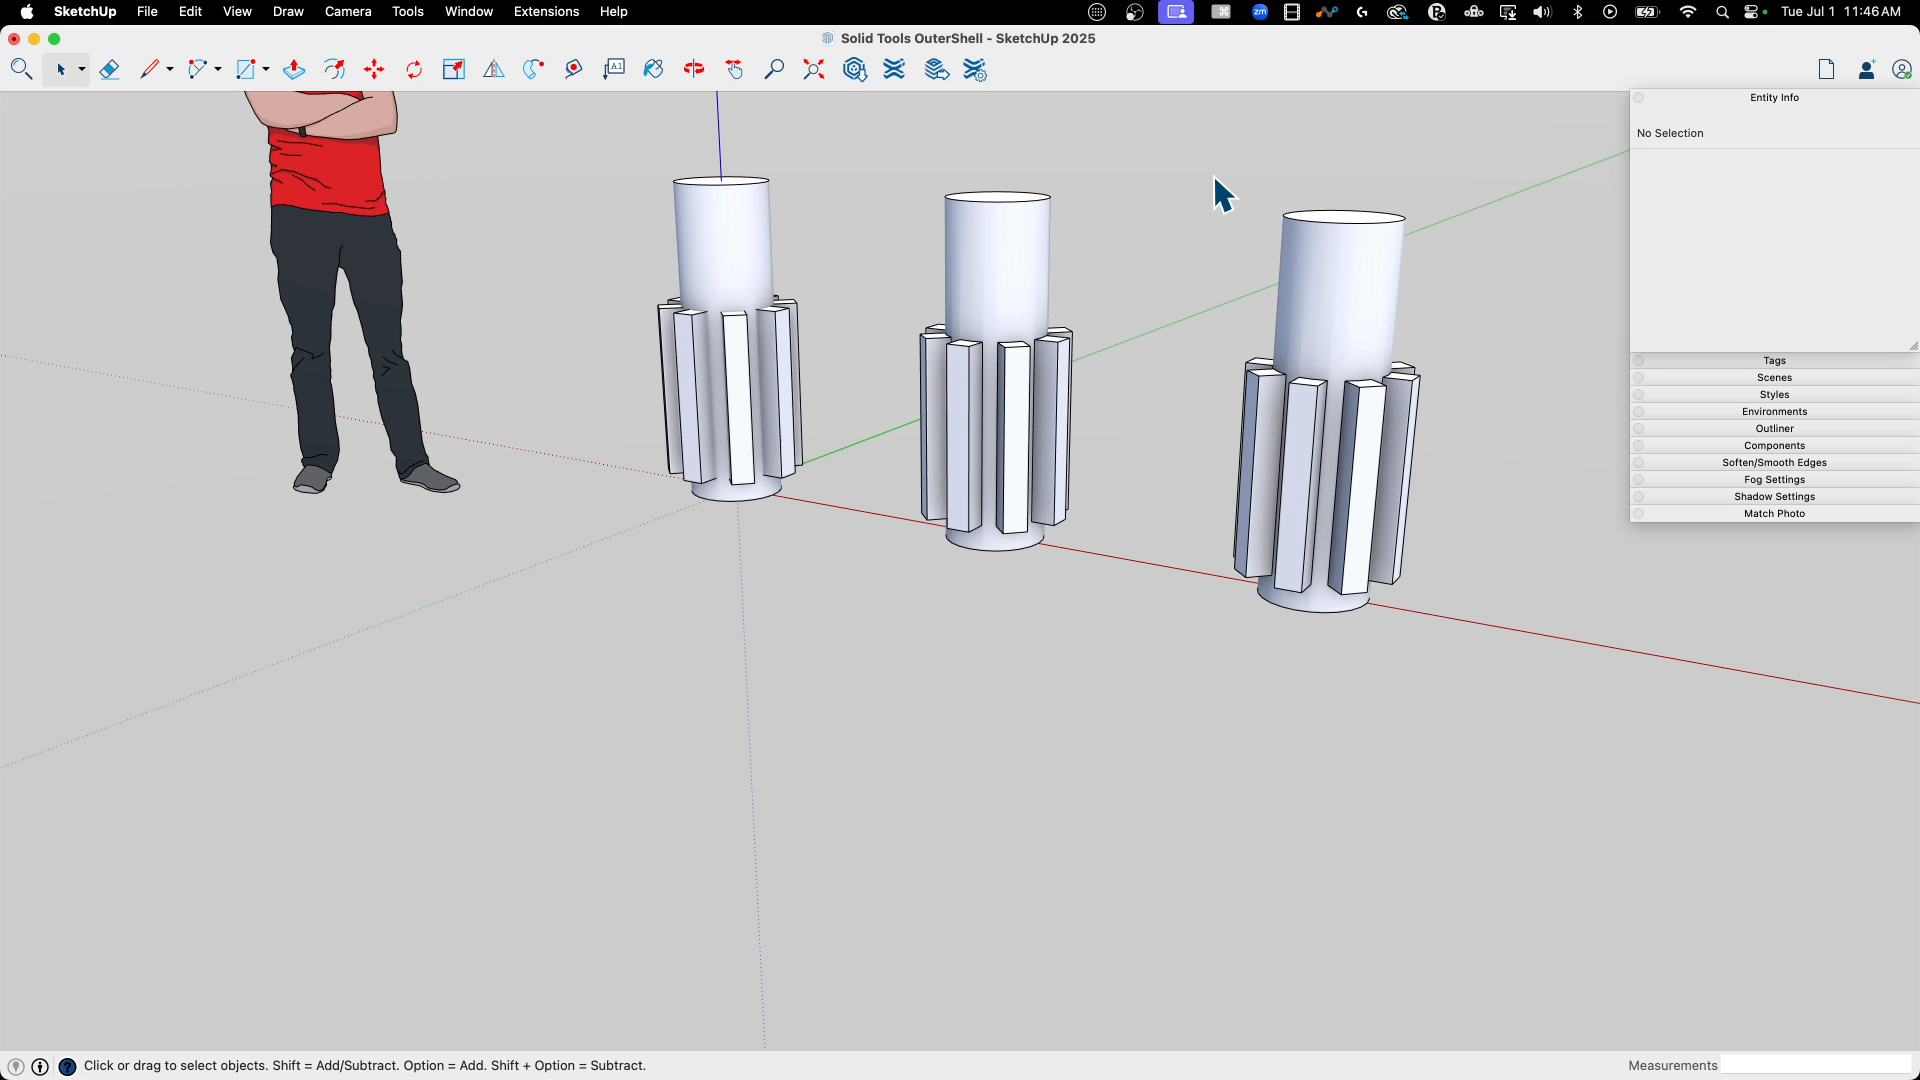 SketchUp File Edit View Draw Camera Tools Window Extensions Help
zm
Tue Jul 1 11:46 AM
Solid Tools OuterShell - SketchUp 2025
A1
Entity Info
No Selection
Tags
Scenes
Styles
Environments
Outliner
Components
Soften/Smooth Edges
Fog Settings
Shadow Settings
Match Photo
Click or drag to select objects. Shift = Add/Subtract. Option = Add. Shift + Option = Subtract.
Measurements